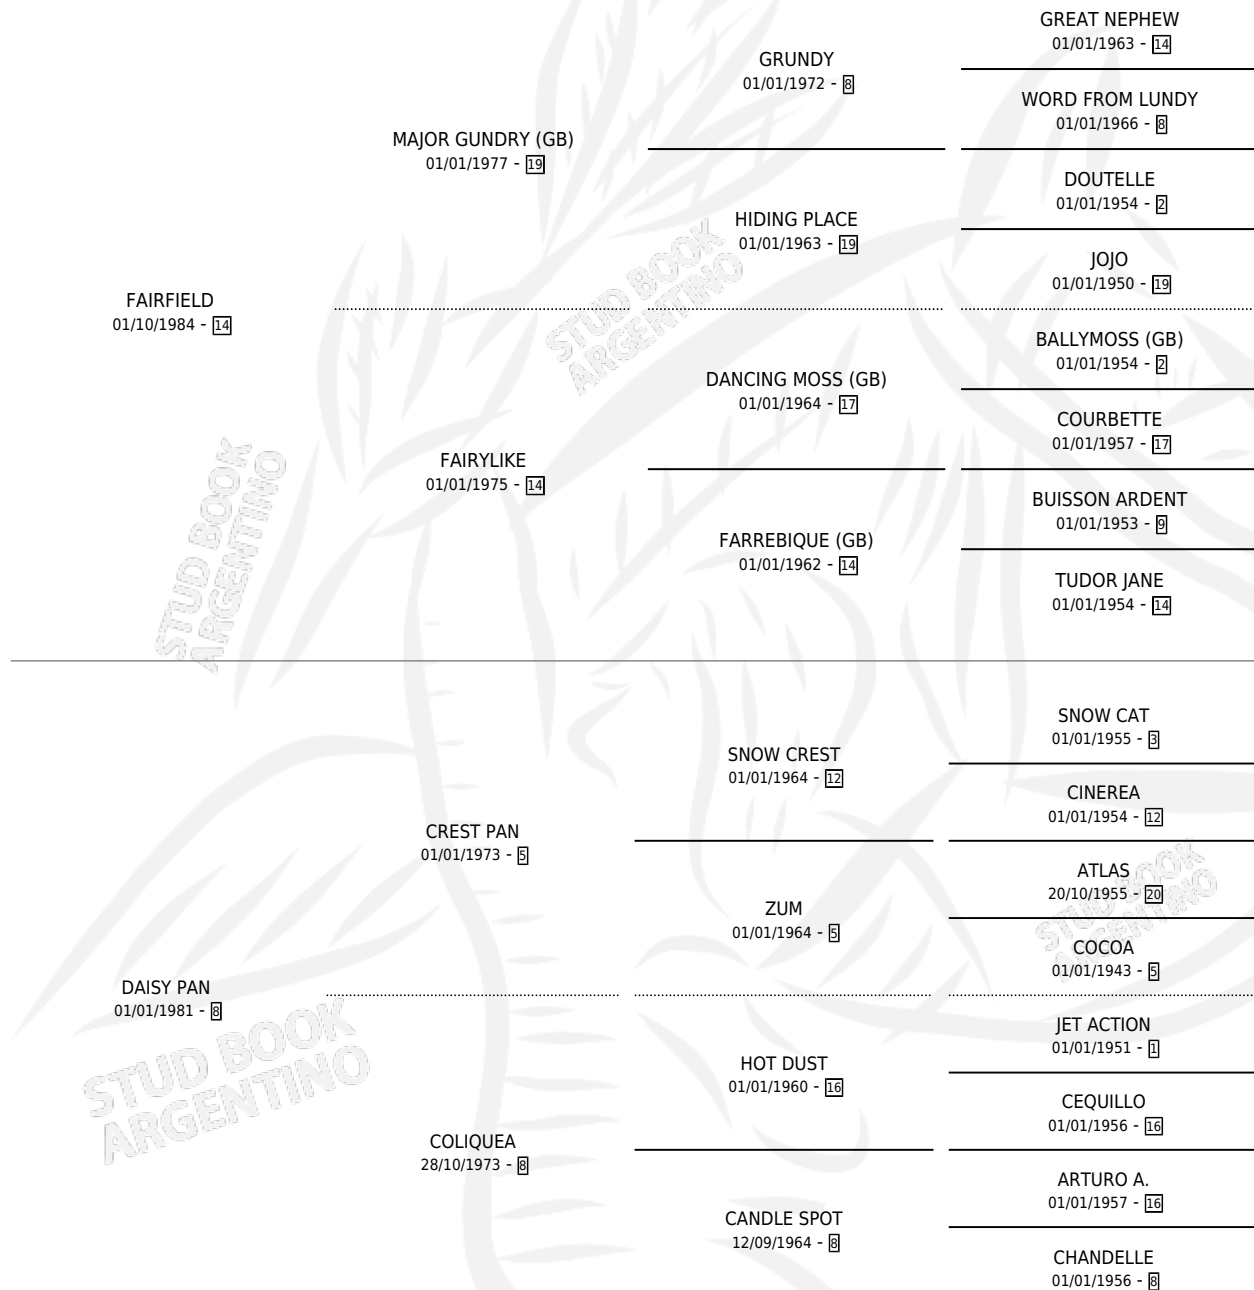 GREAT NEPHEW
01/01/1963 - 14
GRUNDY
01/01/1972 - 8
WORD FROM LUNDY
01/01/1966 - 8
MAJOR GUNDRY (GB)
01/01/1977 - 19
DOUTELLE
01/01/1954 - 2
HIDING PLACE
01/01/1963 - 19
JOJO
01/01/1950 - 19
FAIRFIELD
01/10/1984 - 14
STUD BOOK
ARGENTINO
BALLYMOSS (GB)
01/01/1954 - 2
DANCING MOSS (GB)
01/01/1964 - 17
COURBETTE
01/01/1957 - 17
FAIRYLIKE
01/01/1975 - 14
BUISSON ARDENT
01/01/1953 - 9
FARREBIQUE (GB)
01/01/1962 - 14
TUDOR JANE
01/01/1954 - 14
STUD BOOK
ARGENTINO
SNOW CAT
01/01/1955 - 3
SNOW CREST
01/01/1964 - 12
CINEREA
01/01/1954 - 12
CREST PAN
01/01/1973 - 5
ATLAS
20/10/1955 - 20
ZUM
01/01/1964 - 5
COCOA
01/01/1943 - 5
STUD BOOK
ARGENTINO
DAISY PAN
01/01/1981 - 8
JET ACTION
01/01/1951 - 1
HOT DUST
01/01/1960 - 16
CEQUILLO
01/01/1956 - 16
STUD BOOK
ARGENTINO
COLIQUEA
28/10/1973 - 8
ARTURO A.
01/01/1957 - 16
CANDLE SPOT
12/09/1964 - 8
CHANDELLE
01/01/1956 - 8